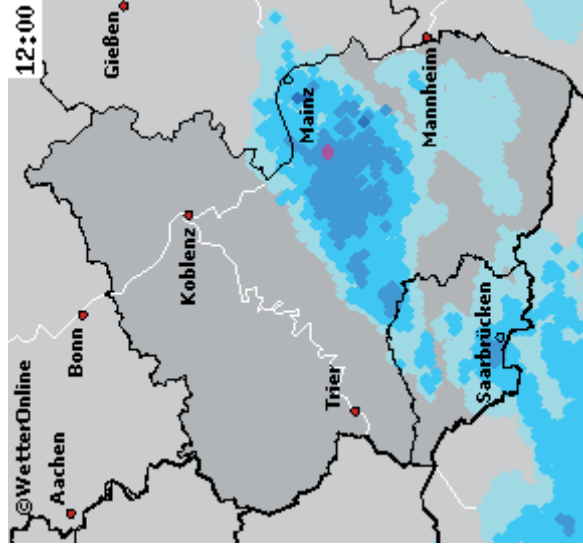 12:00
©WetterOnline
Aachen
Bonn
Gießen
Koblenz
Trier
Mainz
Mannheim
Saarbrücken